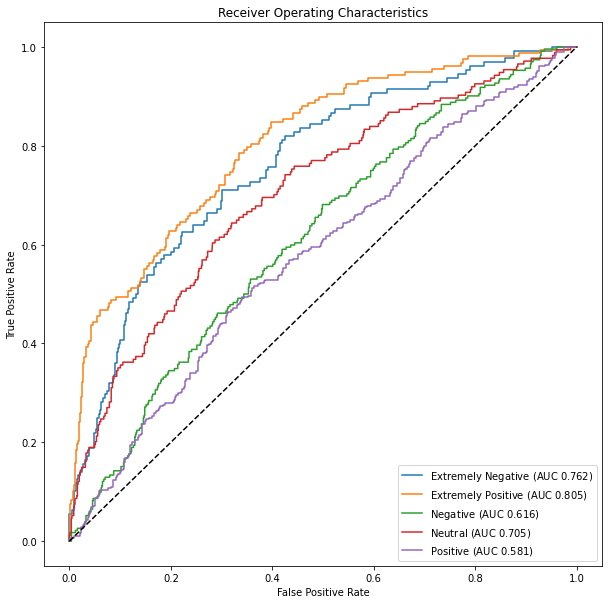 Receiver Operating Characteristics
True Positive Rate
1.0
0.8
0.6
0.4
0.2
0.0
Extremely Negative (AUC 0.762)
Extremely Positive (AUC 0.805)
Negative (AUC 0.616)
Neutral (AUC 0.705)
Positive (AUC 0.581)
0.0 0.2 0.4 0.6 0.8 1.0
False Positive Rate